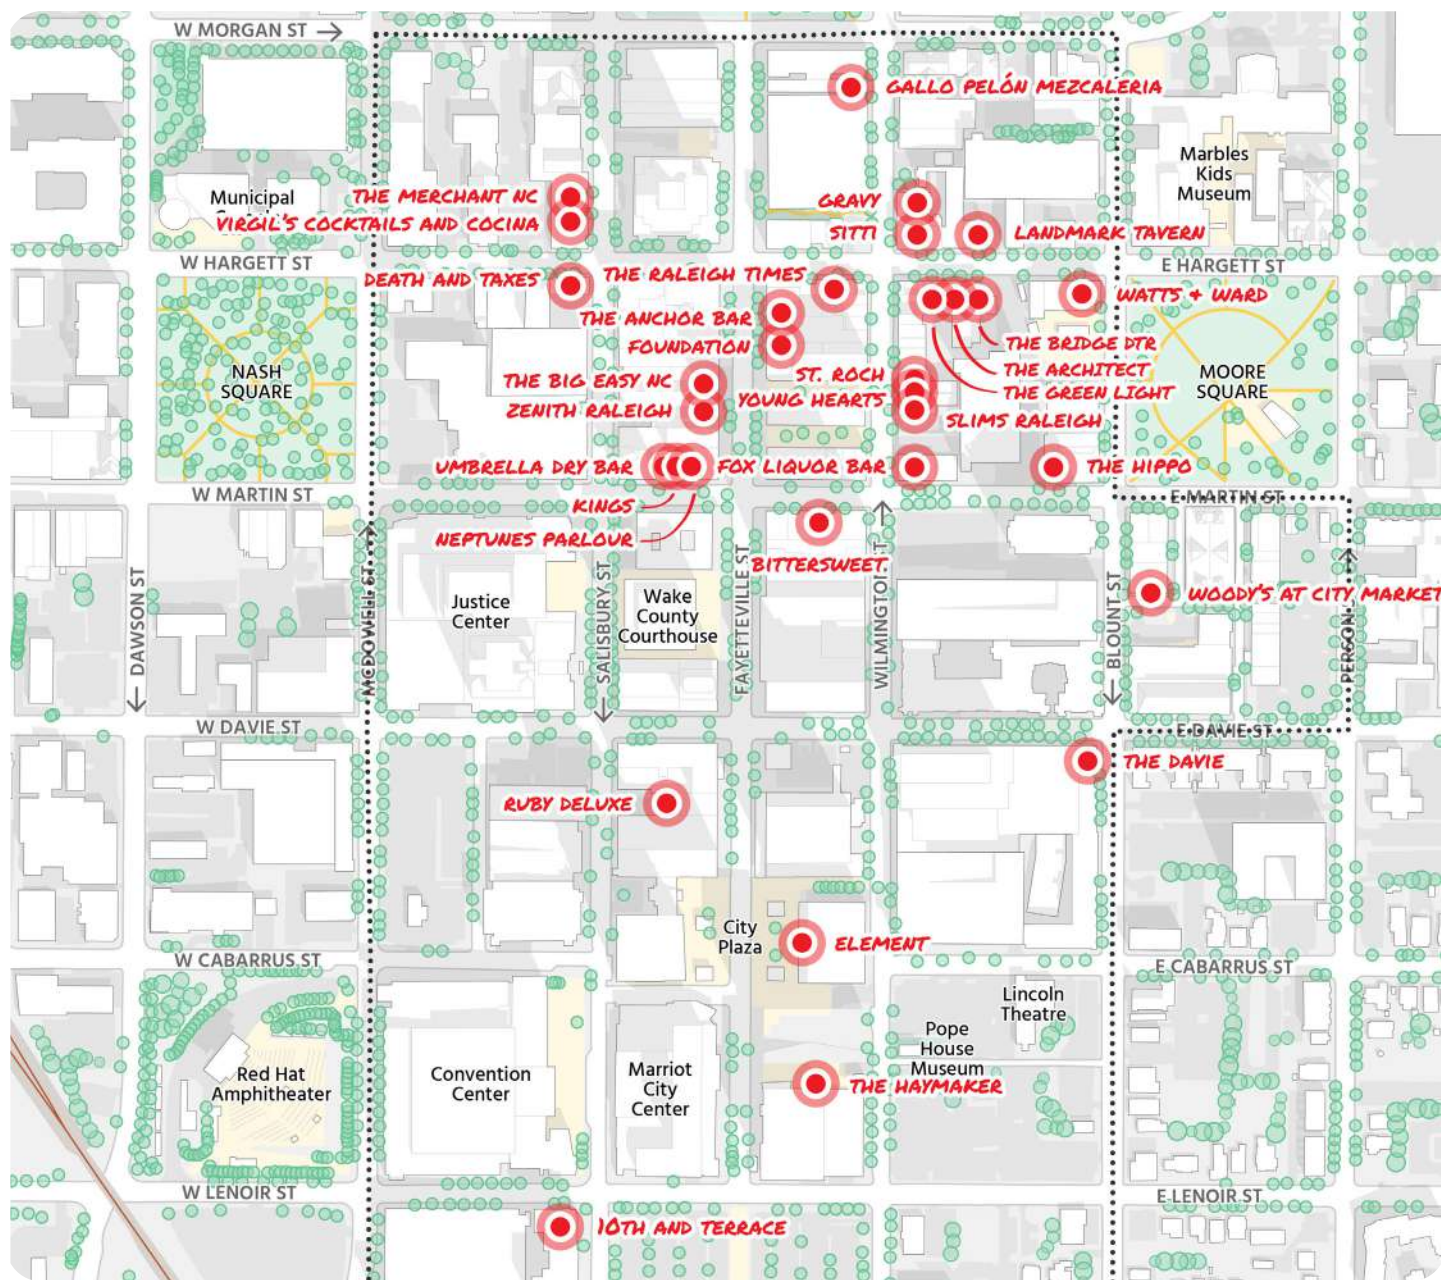 W MORGAN ST
GALLO PELÓN MEZCALERIA
Marbles
Kids
Museum
Municipal
THE MERCHANT NC
VIRGIL'S COCKTAILS AND COCINA
GRAVY
SITTI
LANDMARK TAVERN
W HARGETT ST
E HARGETT ST
DEATH AND TAXES
THE RALEIGH TIMES
WATTS & WARD
THE ANCHOR BAR
FOUNDATION
THE BRIDGE DTR
THE ARCHITECT
THE GREEN LIGHT
NASH
SQUARE
MOORE
SQUARE
THE BIG EASY NC
ZENITH RALEIGH
ST. ROCH
YOUNG HEARTS
SLIMS RALEIGH
UMBRELLA DRY BAR
FOX LIQUOR BAR
THE HIPPO
KINGS
NEPTUNES PARLOUR
W MARTIN ST
E MARTIN ST
BITTERSWEET
DAWSON ST
MCDOWELL ST
SALISBURY ST
FAYETTEVILLE ST
WILMINGTON ST
BLOUNT ST
PERSON
Justice
Center
Wake
County
Courthouse
WOODY'S AT CITY MARKET
W DAVIE ST
E DAVIE ST
THE DAVIE
RUBY DELUXE
City
Plaza
ELEMENT
W CABARRUS ST
E CABARRUS ST
Lincoln
Theatre
Pope
House
Museum
Red Hat
Amphitheater
Convention
Center
Marriot
City
Center
THE HAYMAKER
W LENOIR ST
E LENOIR ST
10TH AND TERRACE